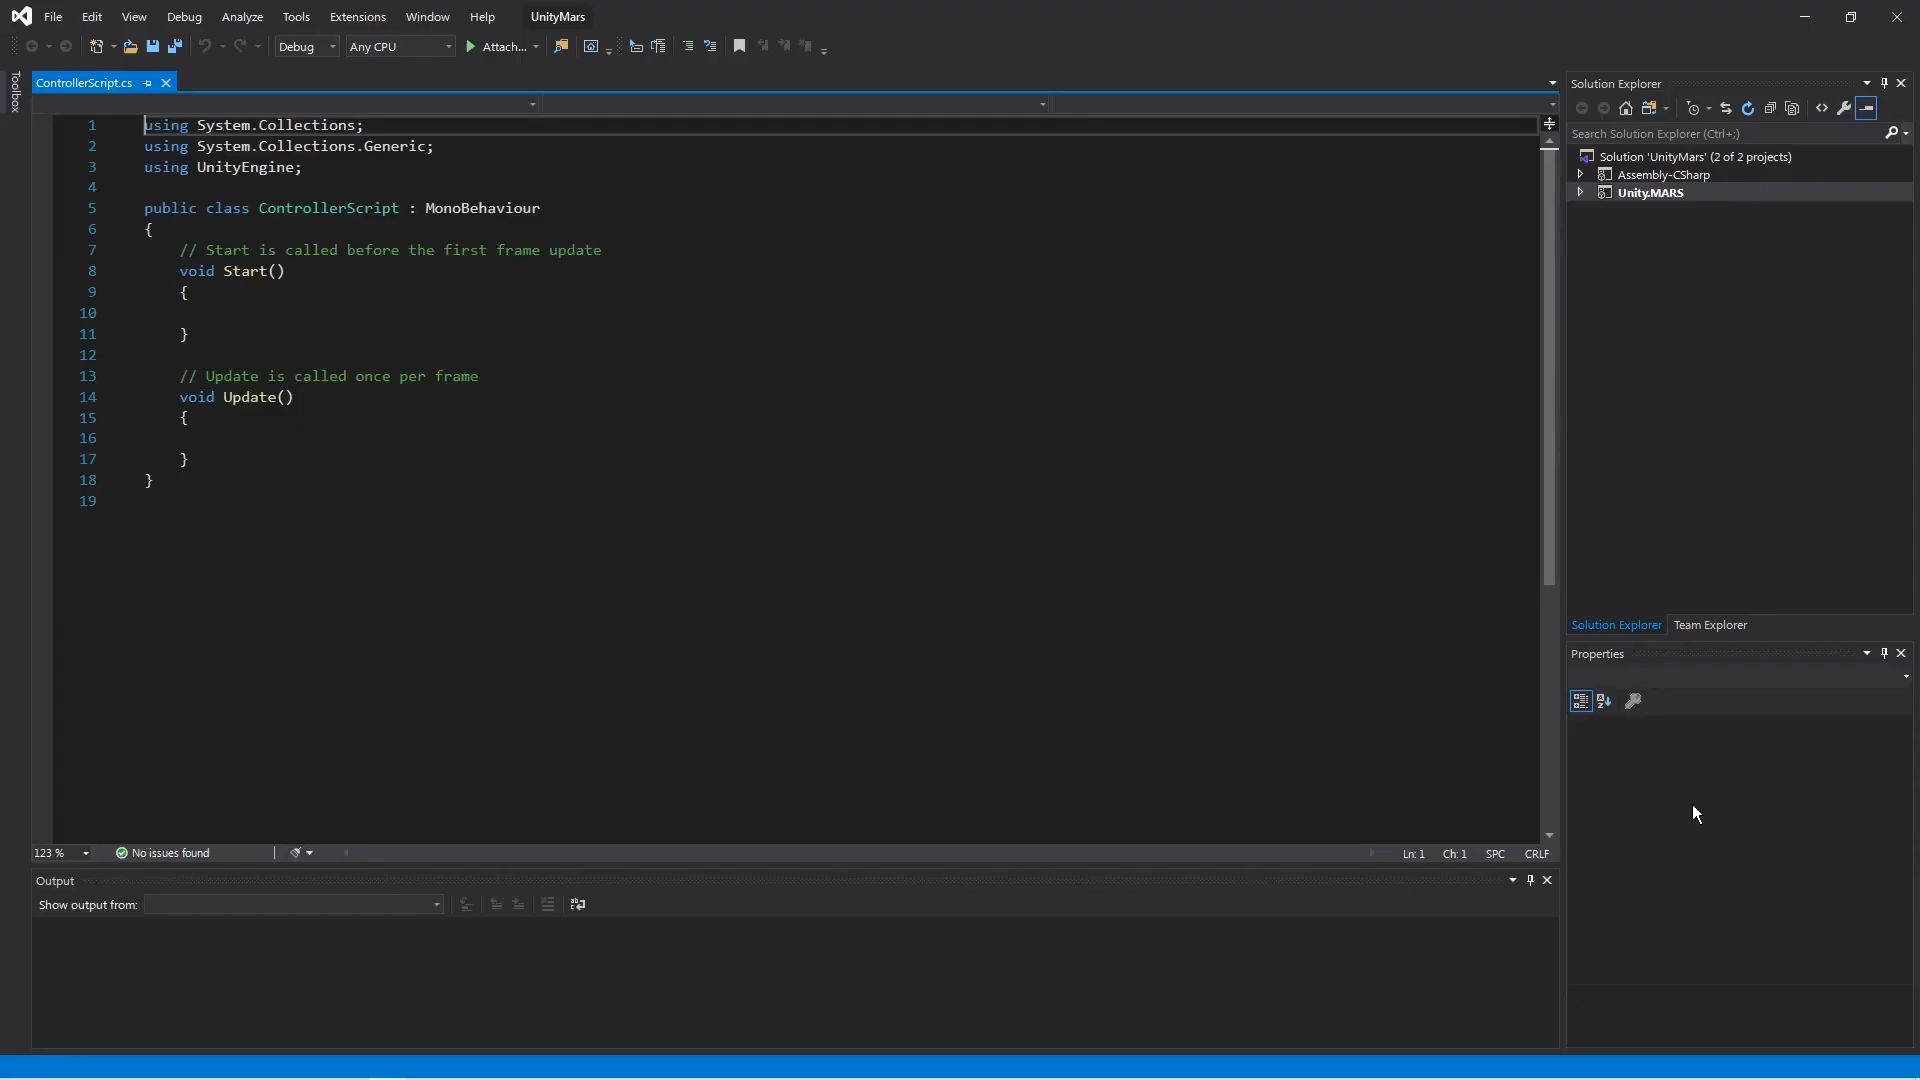 File Edit View Debug Analyze Tools Extensions Window Help UnityMars
Debug Any CPU Attach...
Toolbox
ControllerScript.cs
1 using System.Collections;
2 using System.Collections.Generic;
3 using UnityEngine;
4
5 public class ControllerScript : MonoBehaviour
6 {
7 // Start is called before the first frame update
8 void Start()
9 {
10
11 }
12
13 // Update is called once per frame
14 void Update()
15 {
16
17 }
18 }
19
123 % No issues found Ln: 1 Ch: 1 SPC CRLF
Output
Show output from:
Solution Explorer
Search Solution Explorer (Ctrl+;)
Solution 'UnityMars' (2 of 2 projects)
Assembly-CSharp
Unity.MARS
Solution Explorer Team Explorer
Properties